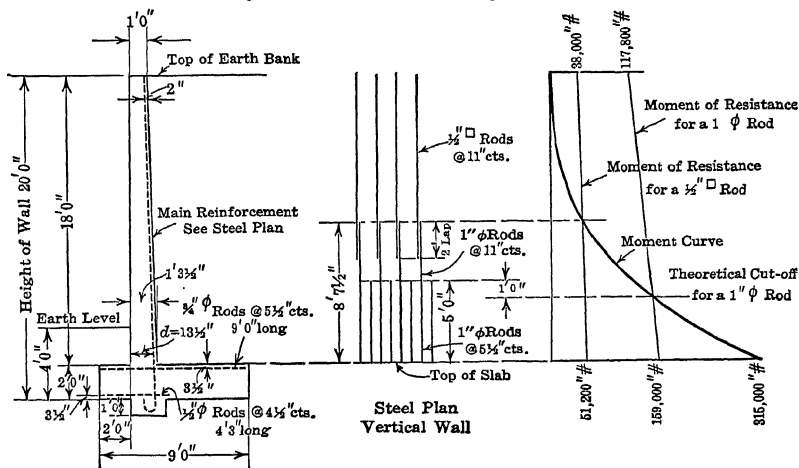 1'0"
Top of Earth Bank
2"
Height of Wall 20'0"
18'0"
Main Reinforcement
See Steel Plan
1'3½"
¾" ϕ
Rods @ 5½" cts.
9'0" long
Earth Level
d=13½"
4'0"
2'0"
3½"
3½"
1'0"
½" ϕ Rods @ 4½" cts.
4'3" long
2'0"
9'0"
½" □ Rods
@ 11" cts.
2' Lap
1" ϕ Rods
@ 11" cts.
8'7½"
5'0"
1'0"
1" ϕ Rods
@ 5½" cts.
Top of Slab
Steel Plan
Vertical Wall
38,000"#
117,800"#
Moment of Resistance
for a 1" ϕ Rod
Moment of Resistance
for a ½" □ Rod
Moment Curve
Theoretical Cut-off
for a 1" ϕ Rod
51,200"#
159,000"#
315,000"#